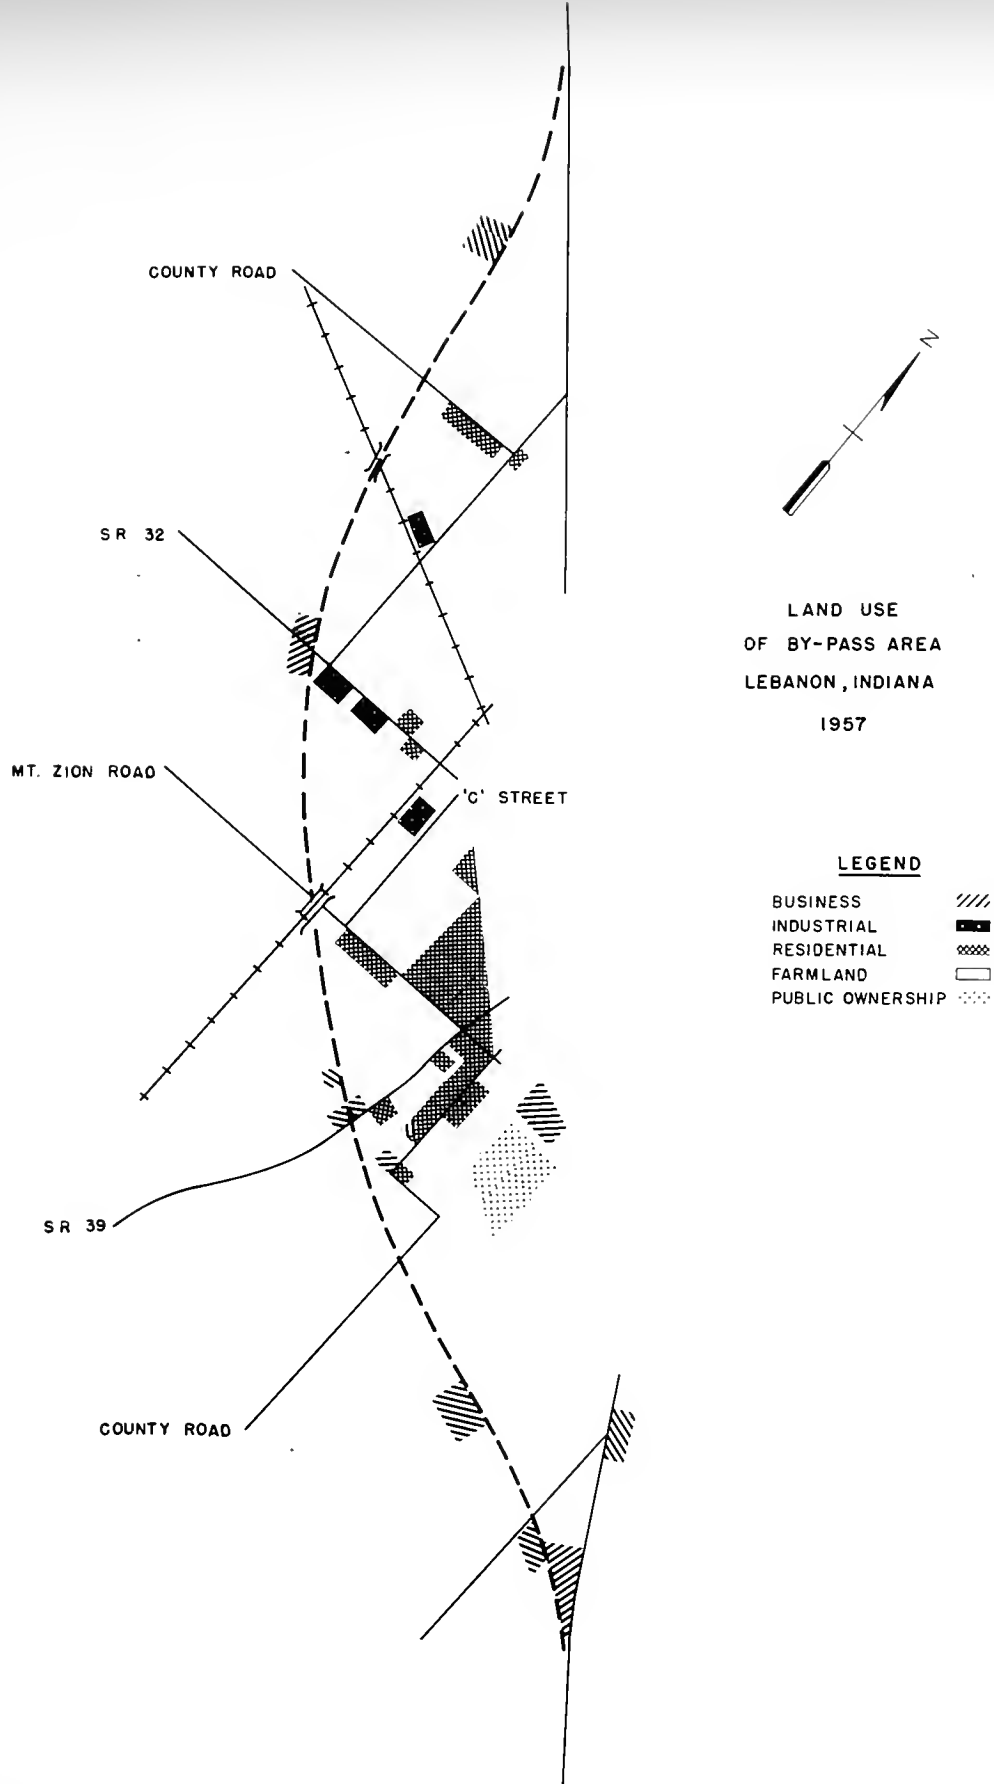 COUNTY ROAD
N
SR 32
LAND USE
OF BY-PASS AREA
LEBANON, INDIANA
1957
MT. ZION ROAD
'C' STREET
LEGEND
BUSINESS
INDUSTRIAL
RESIDENTIAL
FARMLAND
PUBLIC OWNERSHIP
SR 39
COUNTY ROAD